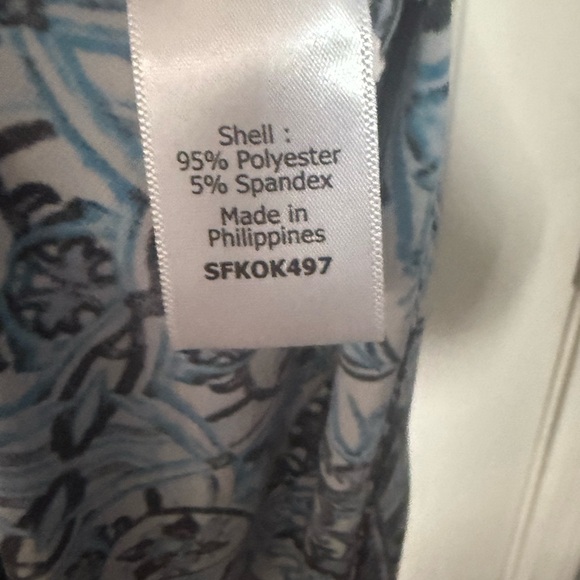 Shell :
95% Polyester
5% Spandex
Made in
Philippines
SFKOK497